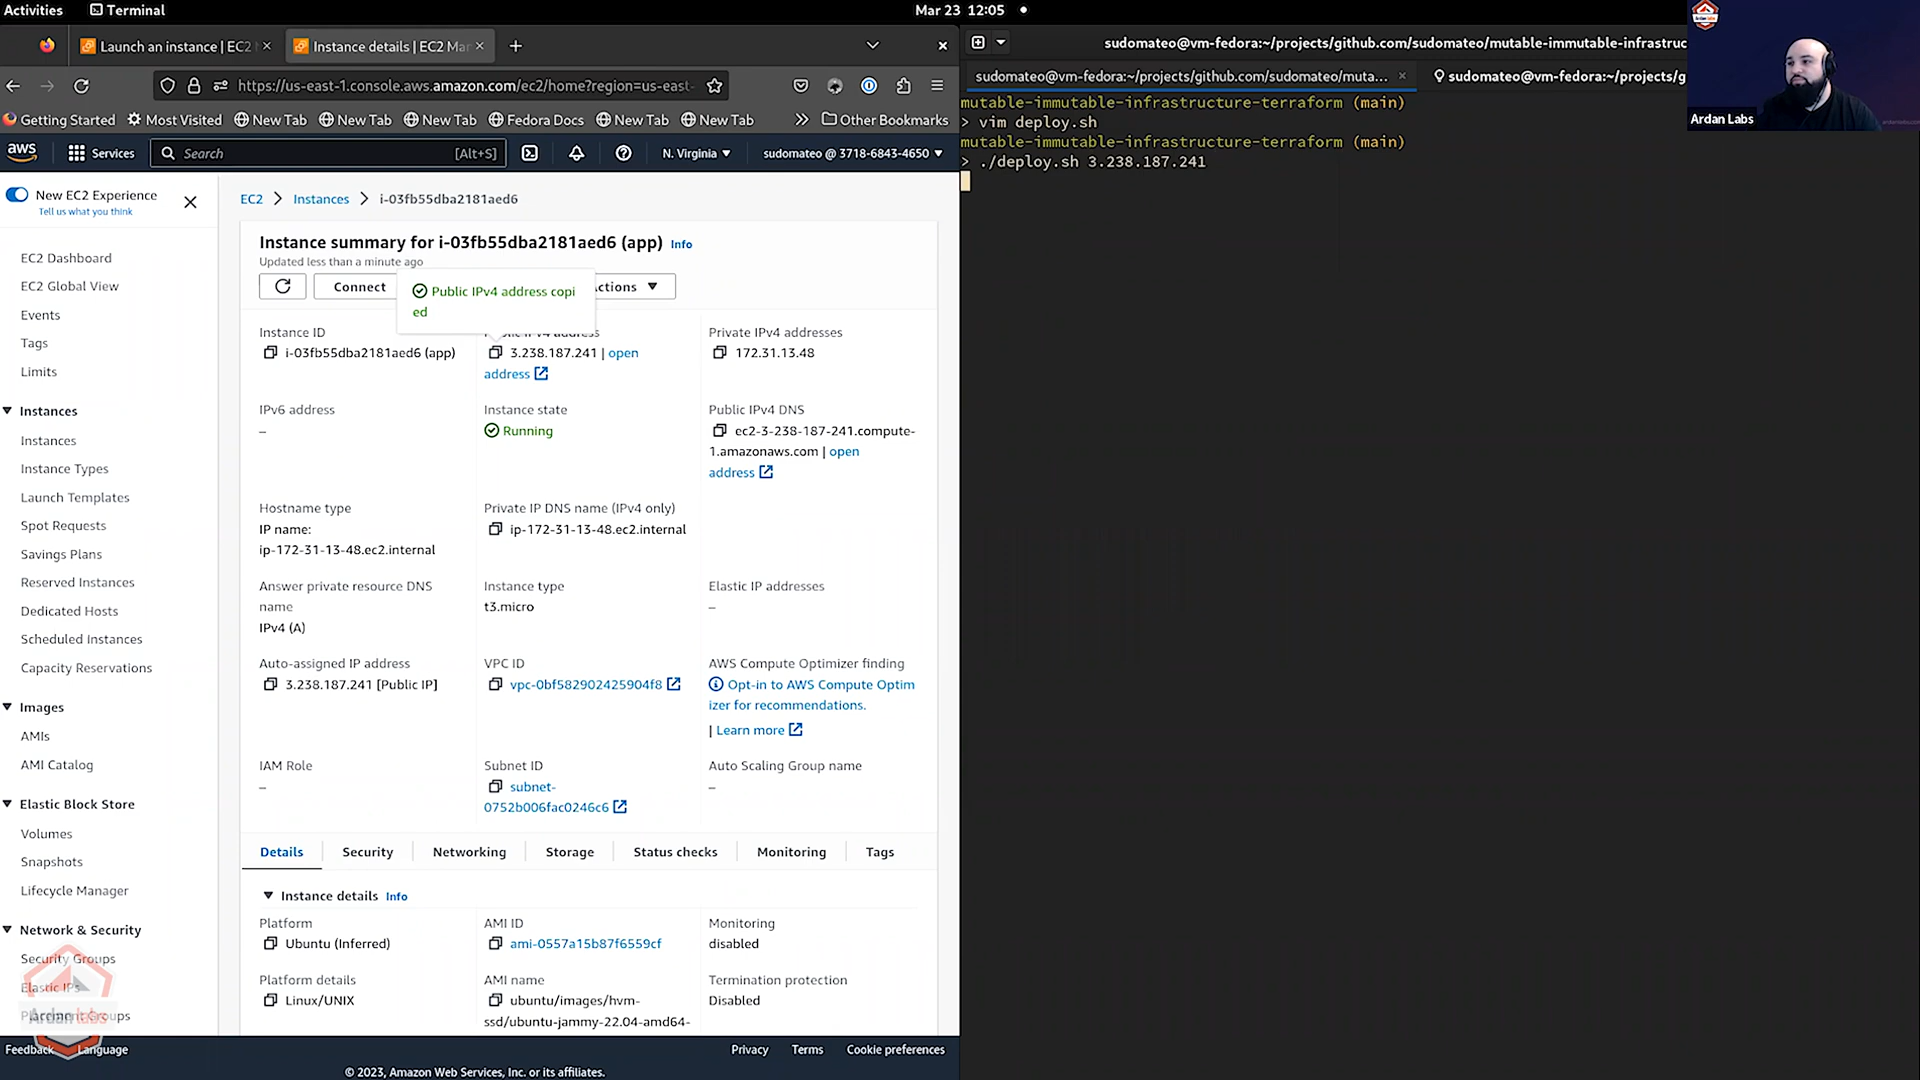 Activities
Terminal
Mar 23 12:05
Launch an instance | EC2
Instance details | EC2 Mar
https://us-east-1.console.aws.amazon.com/ec2/home?region=us-east-
Getting Started
Most Visited
New Tab
New Tab
New Tab
Fedora Docs
New Tab
New Tab
Other Bookmarks
aws
Services
Search
[Alt+S]
N. Virginia
sudomateo @ 3718-6843-4650
New EC2 Experience
Tell us what you think
EC2 Dashboard
EC2 Global View
Events
Tags
Limits
Instances
Instances
Instance Types
Launch Templates
Spot Requests
Savings Plans
Reserved Instances
Dedicated Hosts
Scheduled Instances
Capacity Reservations
Images
AMIs
AMI Catalog
Elastic Block Store
Volumes
Snapshots
Lifecycle Manager
Network & Security
Security Groups
Elastic IPs
Placement Groups
Ardan labs
EC2
Instances
i-03fb55dba2181aed6
Instance summary for i-03fb55dba2181aed6 (app)
Info
Updated less than a minute ago
Connect
Actions
Public IPv4 address copi
ed
Instance ID
i-03fb55dba2181aed6 (app)
Public IPv4 address
3.238.187.241 | open
address
Private IPv4 addresses
172.31.13.48
IPv6 address
–
Instance state
Running
Public IPv4 DNS
ec2-3-238-187-241.compute-
1.amazonaws.com | open
address
Hostname type
IP name:
ip-172-31-13-48.ec2.internal
Private IP DNS name (IPv4 only)
ip-172-31-13-48.ec2.internal
Answer private resource DNS
name
IPv4 (A)
Instance type
t3.micro
Elastic IP addresses
–
Auto-assigned IP address
3.238.187.241 [Public IP]
VPC ID
vpc-0bf582902425904f8
AWS Compute Optimizer finding
Opt-in to AWS Compute Optim
izer for recommendations.
| Learn more
IAM Role
–
Subnet ID
subnet-
0752b006fac0246c6
Auto Scaling Group name
–
Details
Security
Networking
Storage
Status checks
Monitoring
Tags
Instance details
Info
Platform
Ubuntu (Inferred)
AMI ID
ami-0557a15b87f6559cf
Monitoring
disabled
Platform details
Linux/UNIX
AMI name
ubuntu/images/hvm-
ssd/ubuntu-jammy-22.04-amd64-
Termination protection
Disabled
Feedback
Language
Privacy
Terms
Cookie preferences
© 2023, Amazon Web Services, Inc. or its affiliates.
sudomateo@vm-fedora:~/projects/github.com/sudomateo/mutable-immutable-infrastruc
sudomateo@vm-fedora:~/projects/github.com/sudomateo/muta...
sudomateo@vm-fedora:~/projects/g
mutable-immutable-infrastructure-terraform (main)
> vim deploy.sh
mutable-immutable-infrastructure-terraform (main)
> ./deploy.sh 3.238.187.241
Ardan Labs